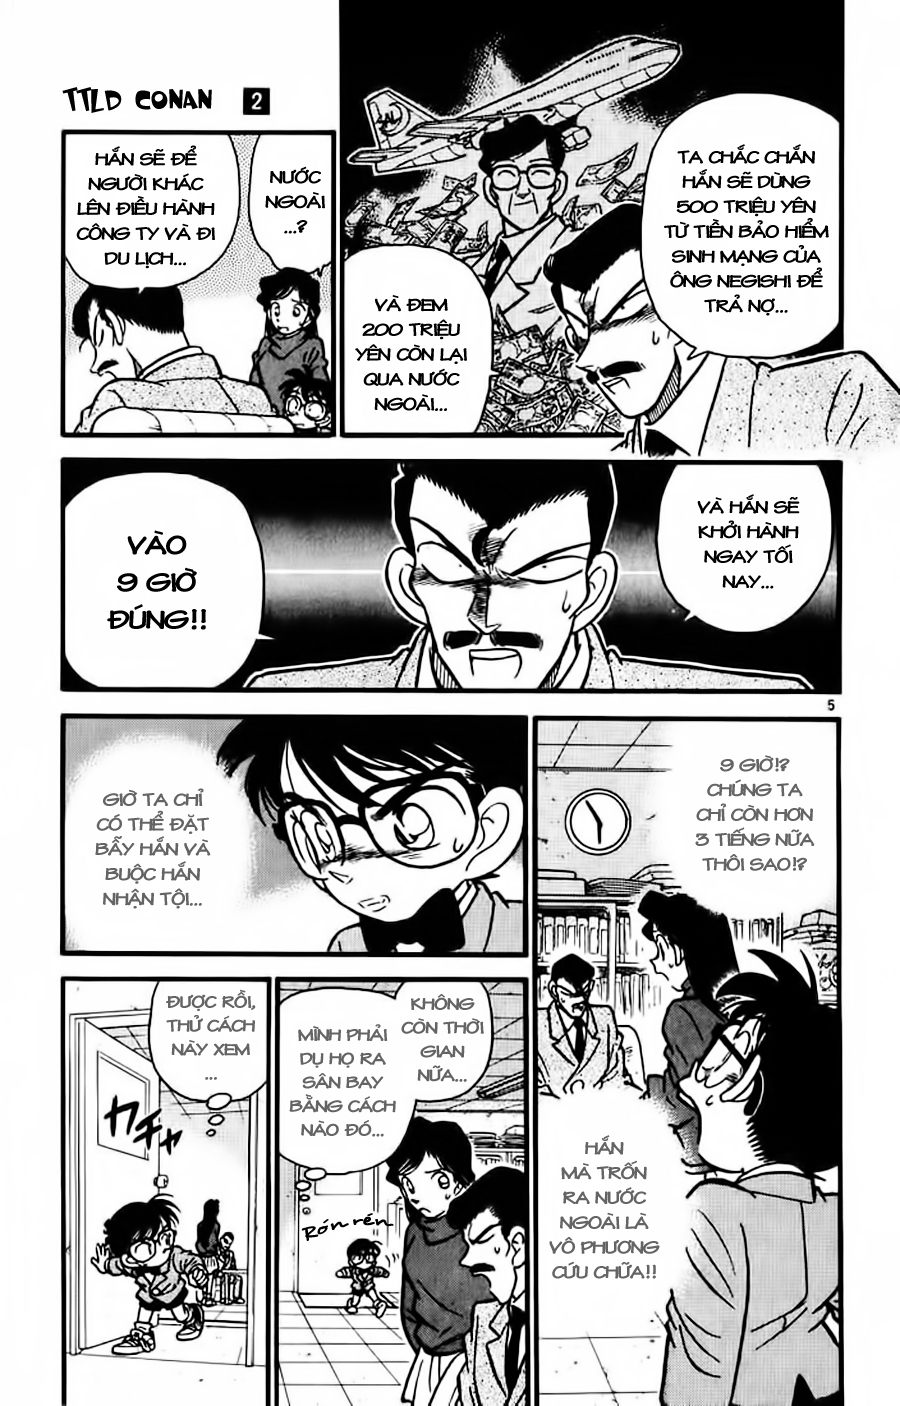 TTLD CONAN 2
TA CHẮC CHẮN
HẮN SẼ DÙNG
500 TRIỆU YÊN
TỪ TIỀN BẢO HIỂM
SINH MẠNG CỦA
ÔNG NEGISHI ĐỂ
TRẢ NỢ...
VÀ ĐEM
200 TRIỆU
YÊN CÒN LẠI
QUA NƯỚC
NGOÀI...
NƯỚC
NGOÀI
...?
HẮN SẼ ĐỂ
NGƯỜI KHÁC
LÊN ĐIỀU HÀNH
CÔNG TY VÀ ĐI
DU LỊCH...
VÀ HẮN SẼ
KHỞI HÀNH
NGAY TỐI
NAY...
VÀO
9 GIỜ
ĐÚNG!!
5
9 GIỜ!?
CHÚNG TA
CHỈ CÒN HƠN
3 TIẾNG NỮA
THÔI SAO!?
HẮN
MÀ TRỐN
RA NƯỚC
NGOÀI LÀ
VÔ PHƯƠNG
CỨU CHỮA!!
GIỜ TA CHỈ
CÓ THỂ ĐẶT
BẪY HẮN VÀ
BUỘC HẮN
NHẬN TỘI...
KHÔNG
CÒN THỜI
GIAN
NỮA...
MÌNH PHẢI
DỤ HỌ RA
SÂN BAY
BẰNG CÁCH
NÀO ĐÓ...
Rón rén
ĐƯỢC RỒI,
THỬ CÁCH
NÀY XEM
...
ガチャ